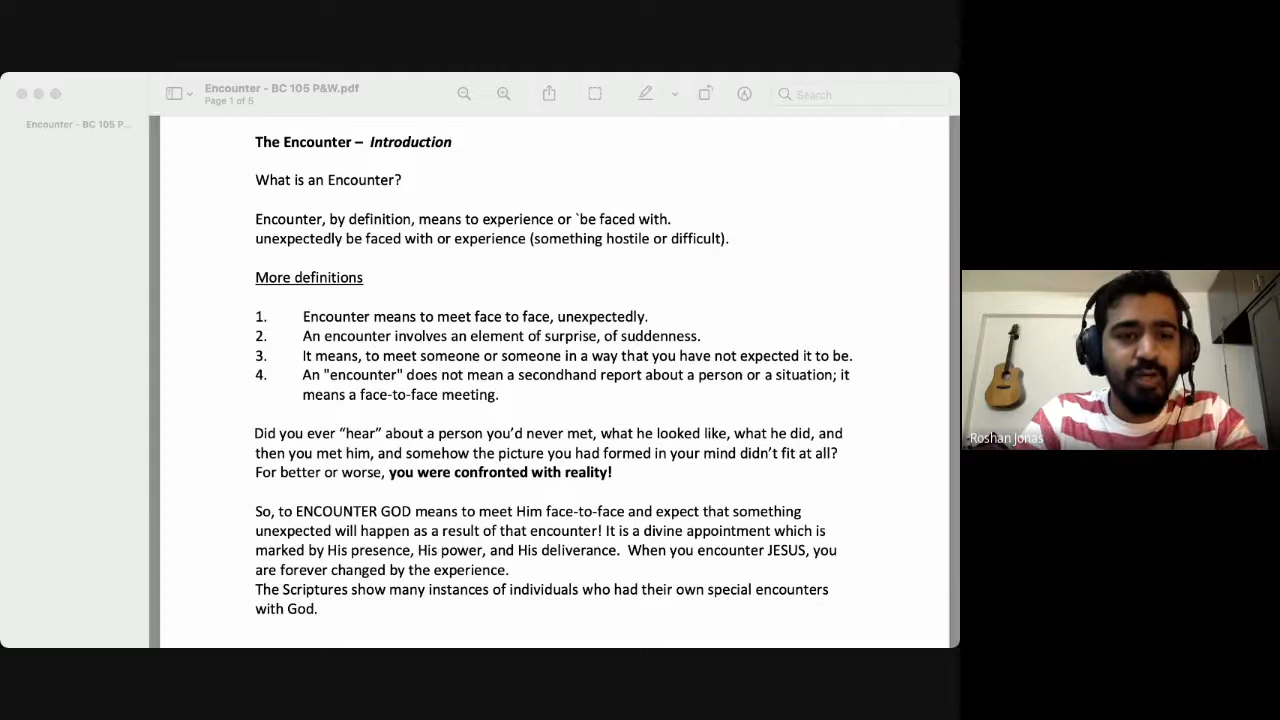 Encounter - BC 105 P&W.pdf
Page 1 of 5
Search
Encounter - BC 105 P...
The Encounter – Introduction
What is an Encounter?
Encounter, by definition, means to experience or `be faced with.
unexpectedly be faced with or experience (something hostile or difficult).
More definitions
1. Encounter means to meet face to face, unexpectedly.
2. An encounter involves an element of surprise, of suddenness.
3. It means, to meet someone or someone in a way that you have not expected it to be.
4. An "encounter" does not mean a secondhand report about a person or a situation; it
means a face-to-face meeting.
Did you ever “hear” about a person you’d never met, what he looked like, what he did, and
then you met him, and somehow the picture you had formed in your mind didn’t fit at all?
For better or worse, you were confronted with reality!
So, to ENCOUNTER GOD means to meet Him face-to-face and expect that something
unexpected will happen as a result of that encounter! It is a divine appointment which is
marked by His presence, His power, and His deliverance.  When you encounter JESUS, you
are forever changed by the experience.
The Scriptures show many instances of individuals who had their own special encounters
with God.
Roshan Jonas